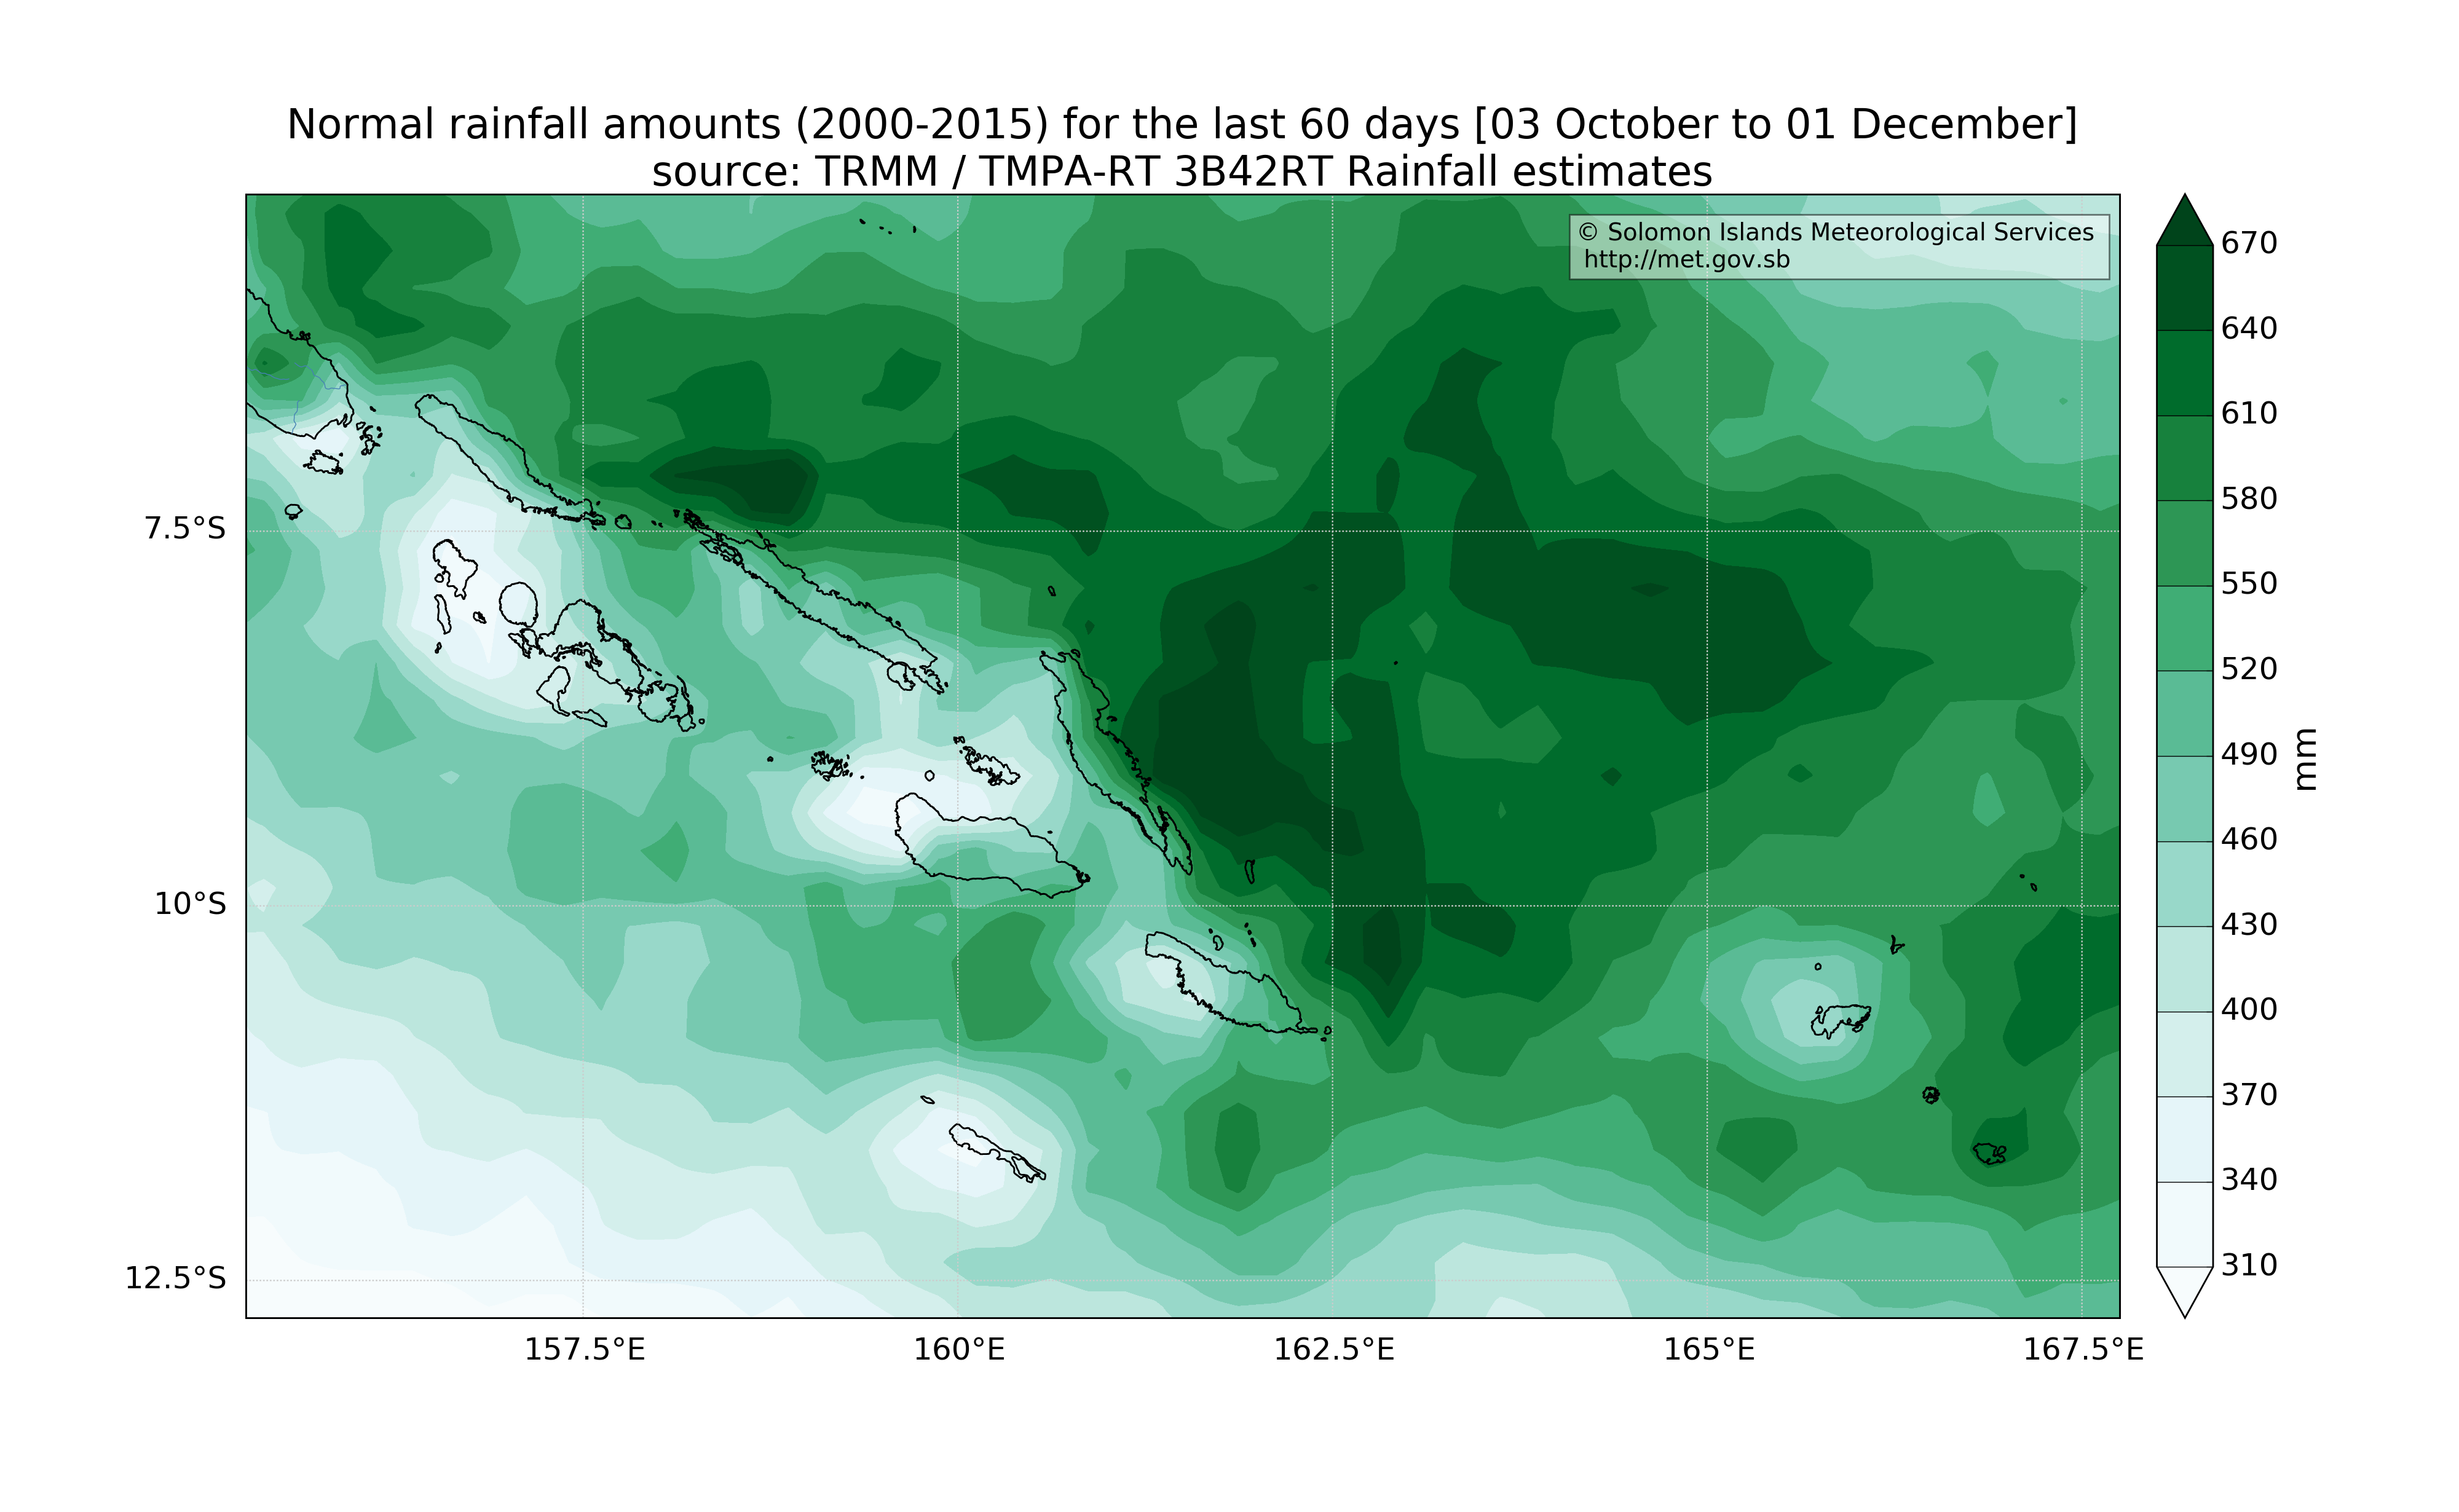 Normal rainfall amounts (2000-2015) for the last 60 days [03 October to 01 December]
source: TRMM / TMPA-RT 3B42RT Rainfall estimates
© Solomon Islands Meteorological Services
http://met.gov.sb
7.5°S
10°S
12.5°S
157.5°E
160°E
162.5°E
165°E
167.5°E
670
640
610
580
550
520
490
460
430
400
370
340
310
mm